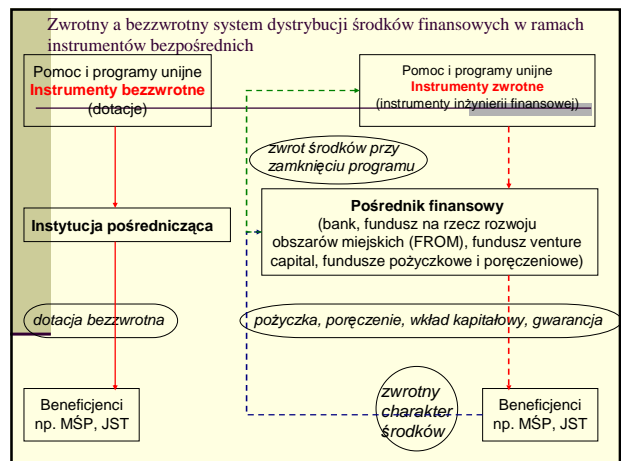 Zwrotny a bezzwrotny system dystrybucji środków finansowych w ramach
instrumentów bezpośrednich
Pomoc i programy unijne
Instrumenty bezzwrotne
(dotacje)
Pomoc i programy unijne
Instrumenty zwrotne
(instrumenty inżynierii finansowej)
zwrot środków przy
zamknięciu programu
Instytucja pośrednicząca
Pośrednik finansowy
(bank, fundusz na rzecz rozwoju
obszarów miejskich (FROM), fundusz venture
capital, fundusze pożyczkowe i poręczeniowe)
dotacja bezzwrotna
pożyczka, poręczenie, wkład kapitałowy, gwarancja
Beneficjenci
np. MŚP, JST
zwrotny
charakter
środków
Beneficjenci
np. MŚP, JST